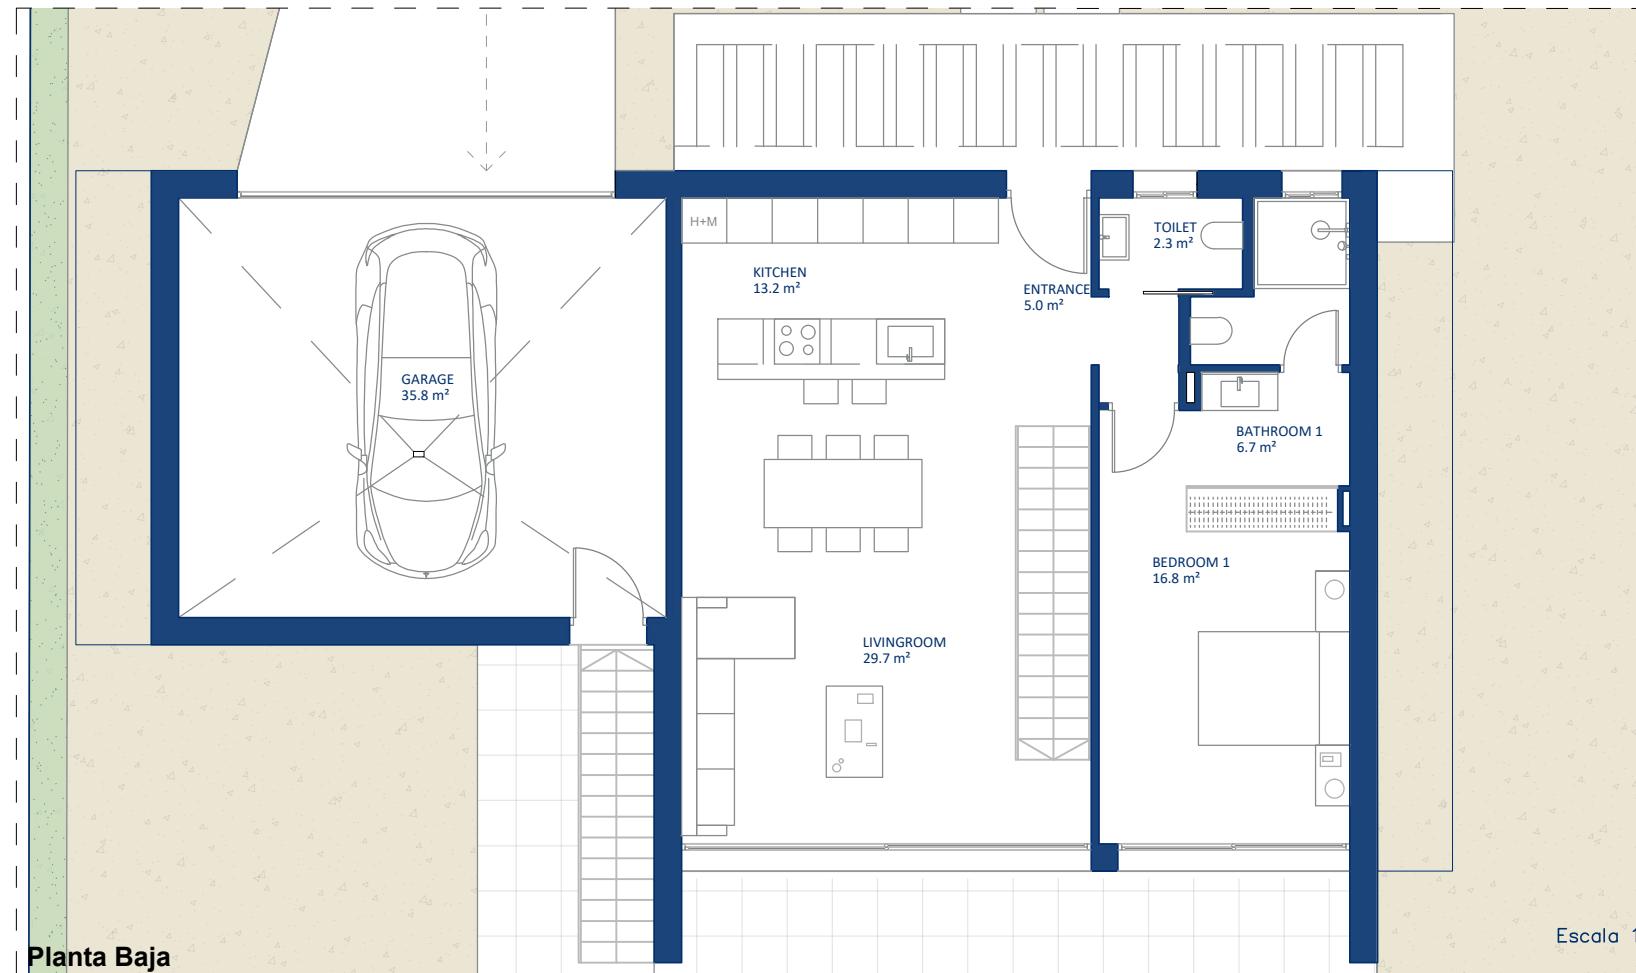 H+M
TOILET
2.3 m²
KITCHEN
13.2 m²
ENTRANCE
5.0 m²
GARAGE
35.8 m²
BATHROOM 1
6.7 m²
BEDROOM 1
16.8 m²
LIVINGROOM
29.7 m²
Escala 1
Planta Baja